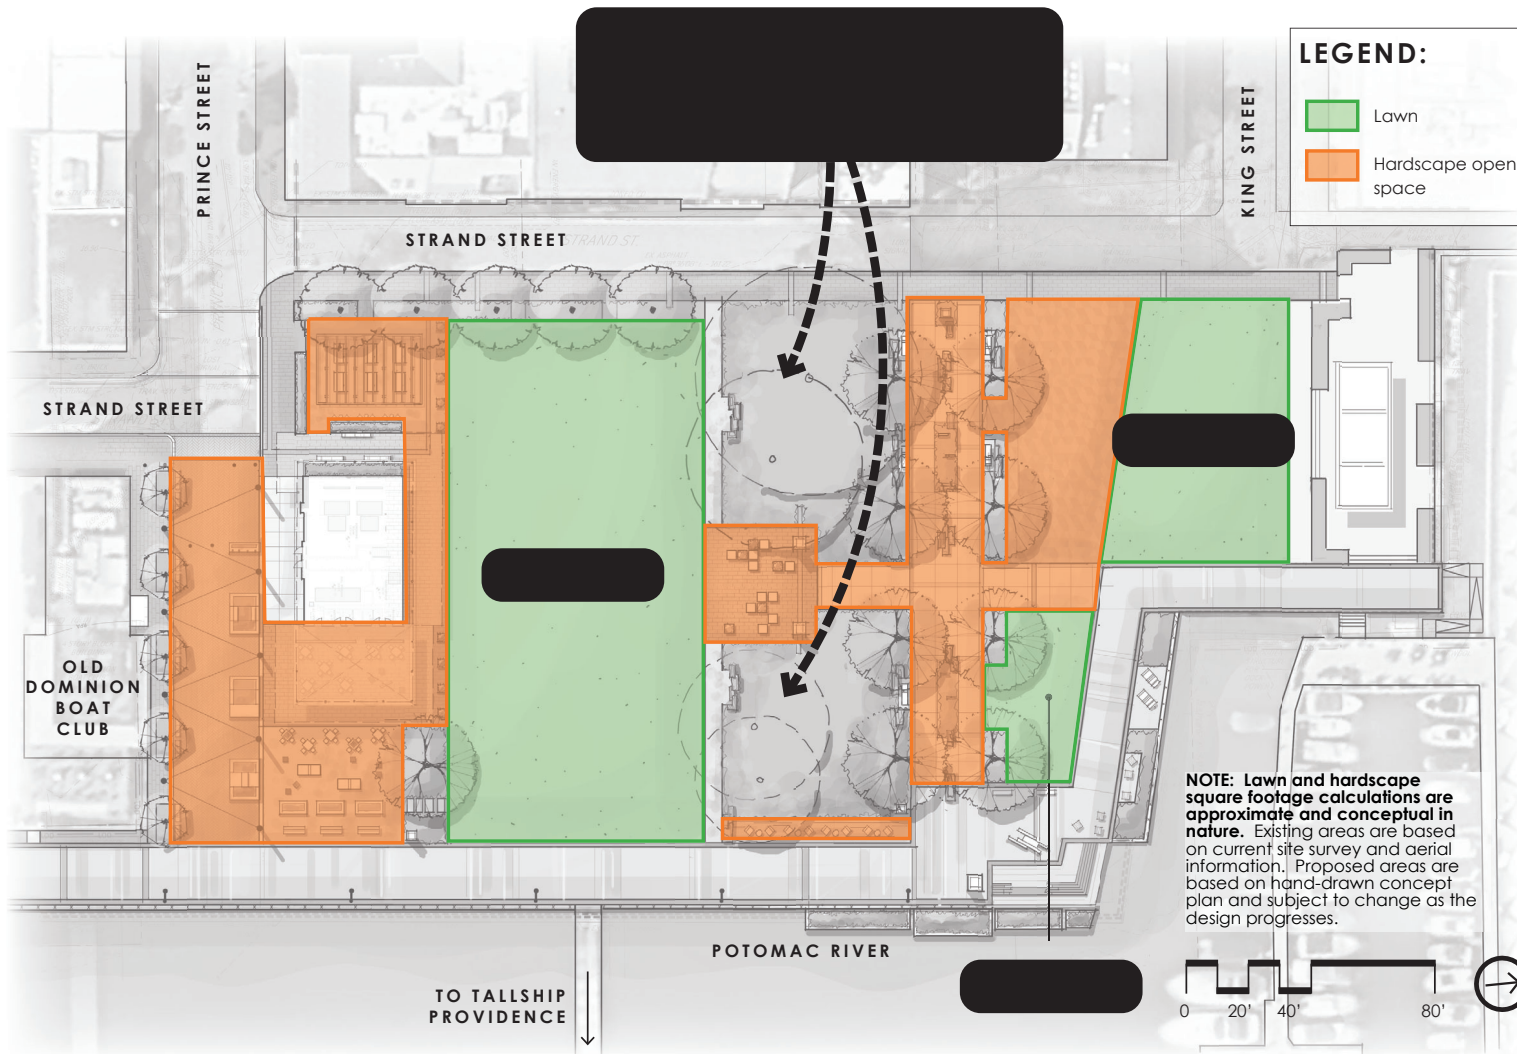 LEGEND:
Lawn
Hardscape open
space
PRINCE STREET
KING STREET
STRAND STREET
STRAND ST.
STRAND STREET
OLD
DOMINION
BOAT
CLUB
NOTE: Lawn and hardscape
square footage calculations are
approximate and conceptual in
nature. Existing areas are based
on current site survey and aerial
information. Proposed areas are
based on hand-drawn concept
plan and subject to change as the
design progresses.
POTOMAC RIVER
TO TALLSHIP
PROVIDENCE
0 20' 40' 80'